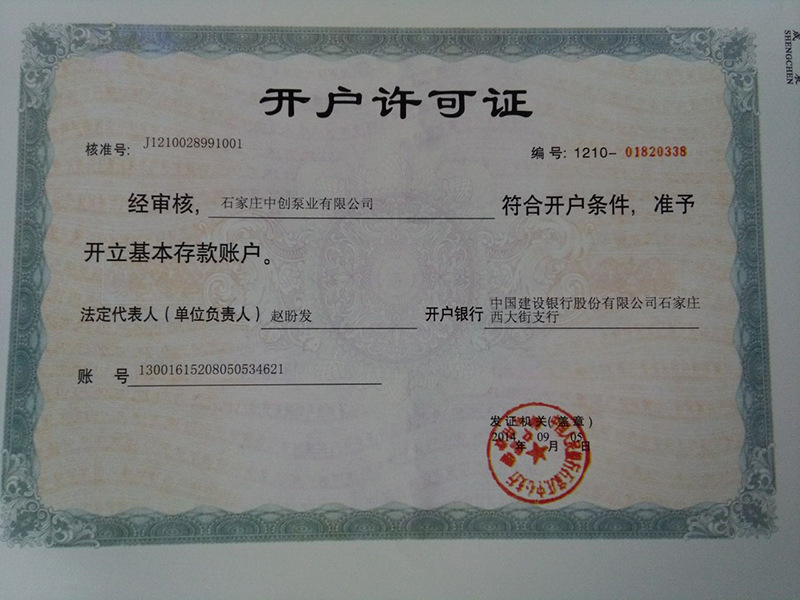 开户许可证
核准号: J1210028991001
编号: 1210- 01820338
经审核, 石家庄中创泵业有限公司 符合开户条件, 准予
开立基本存款账户。
法定代表人(单位负责人) 赵盼发
开户银行 中国建设银行股份有限公司石家庄
西大街支行
账 号 13001615208050534621
发证机关(盖章)
2014 年 09 月 05 日
SHENGCHEN